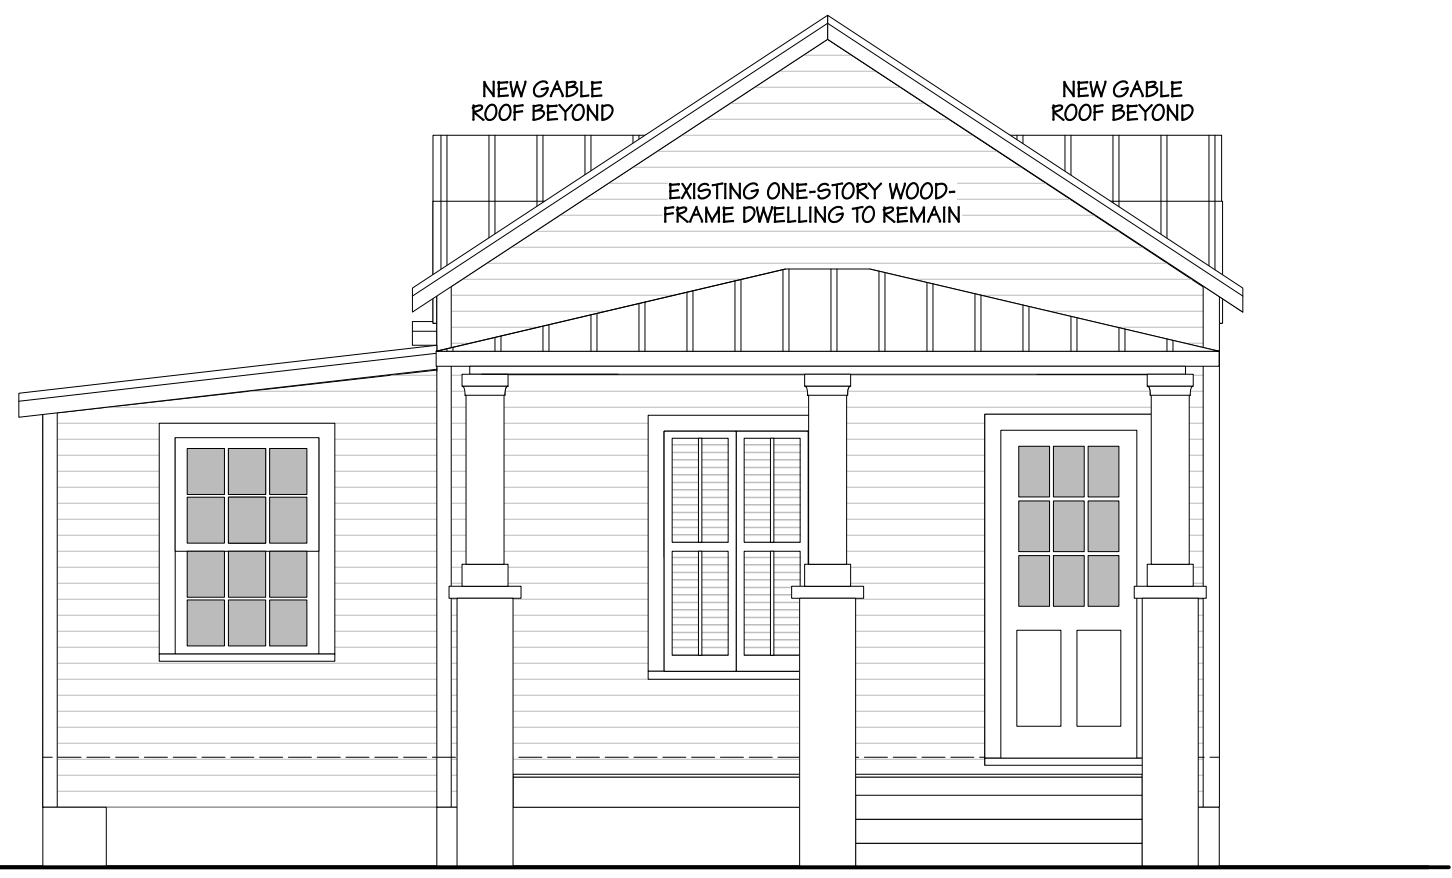 NEW GABLE
ROOF BEYOND
NEW GABLE
ROOF BEYOND
EXISTING ONE-STORY WOOD-
FRAME DWELLING TO REMAIN